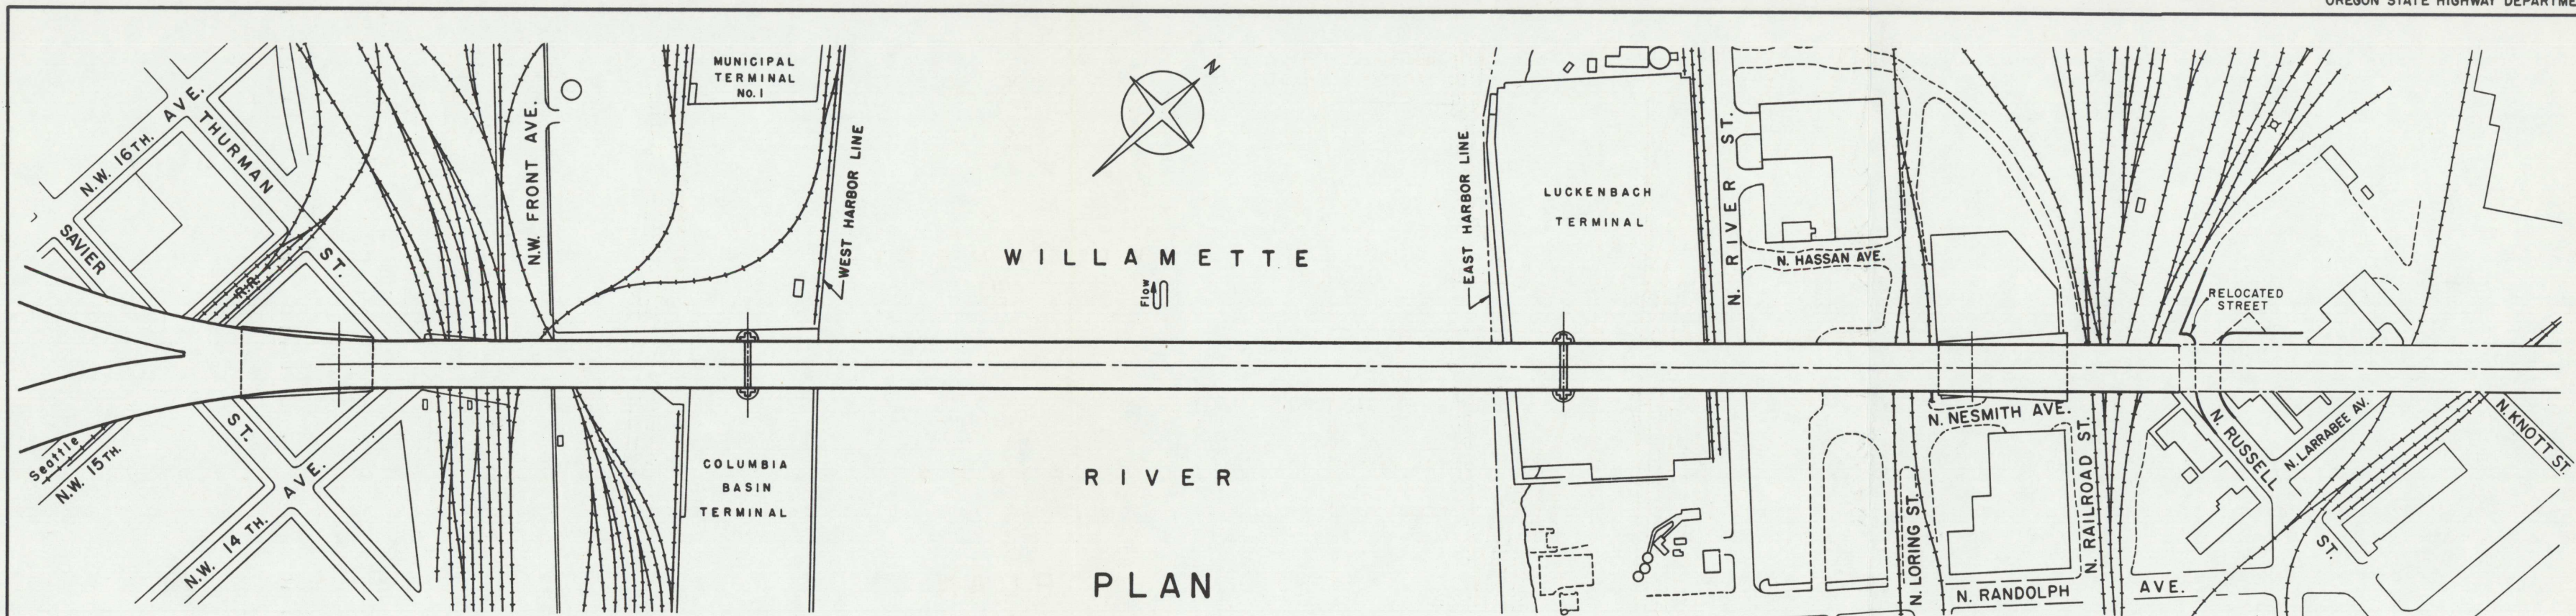 OREGON STATE HIGHWAY
N.W. 16TH. AVE.
THURMAN ST.
SAVIER ST.
R.R.
Seattle
N.W. 15TH.
N.W. 14TH. AVE.
N.W. FRONT AVE.
MUNICIPAL
TERMINAL
No. 1
WEST HARBOR LINE
COLUMBIA
BASIN
TERMINAL
N
WILLAMETTE
Flow
RIVER
PLAN
EAST HARBOR LINE
LUCKENBACH
TERMINAL
N. RIVER ST.
N. HASSAN AVE.
N. LORING ST.
N. NESMITH AVE.
N. RAILROAD ST.
N. RANDOLPH AVE.
RELOCATED
STREET
N. RUSSELL ST.
N. LARRABEE AV.
N. KNOTT ST.